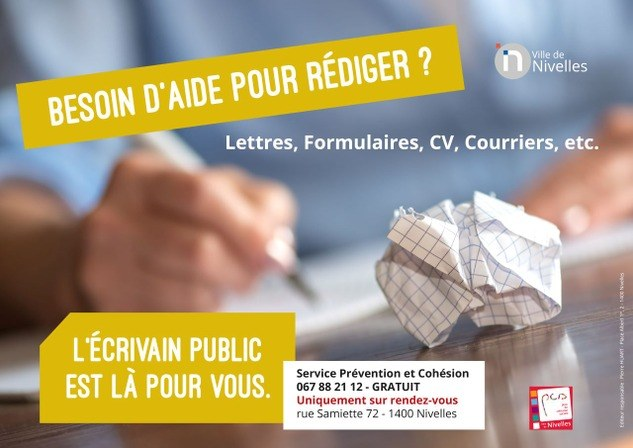 BESOIN D'AIDE POUR RÉDIGER ?
Ville de
Nivelles
Lettres, Formulaires, CV, Courriers, etc.
L'ÉCRIVAIN PUBLIC
EST LÀ POUR VOUS.
Service Prévention et Cohésion
067 88 21 12 - GRATUIT
Uniquement sur rendez-vous
rue Samiette 72 - 1400 Nivelles
pcs
Nivelles